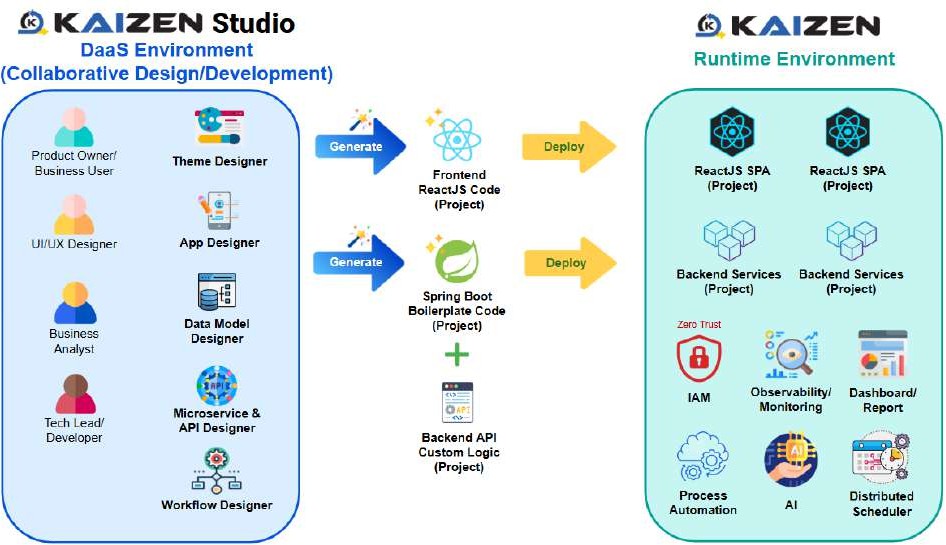 KAIZEN Studio
DaaS Environment
(Collaborative Design/Development)
Product Owner/
Business User
UI/UX Designer
Business
Analyst
Tech Lead/
Developer
Theme Designer
App Designer
Data Model
Designer
API
Microservice &
API Designer
Workflow Designer
Generate
Frontend
ReactJS Code
(Project)
Deploy
Generate
Spring Boot
Boilerplate Code
(Project)
Deploy
API
Backend API
Custom Logic
(Project)
KAIZEN
Runtime Environment
ReactJS SPA
(Project)
ReactJS SPA
(Project)
Backend Services
(Project)
Backend Services
(Project)
Zero Trust
IAM
Observability/
Monitoring
Dashboard/
Report
Process
Automation
AI
AI
Distributed
Scheduler